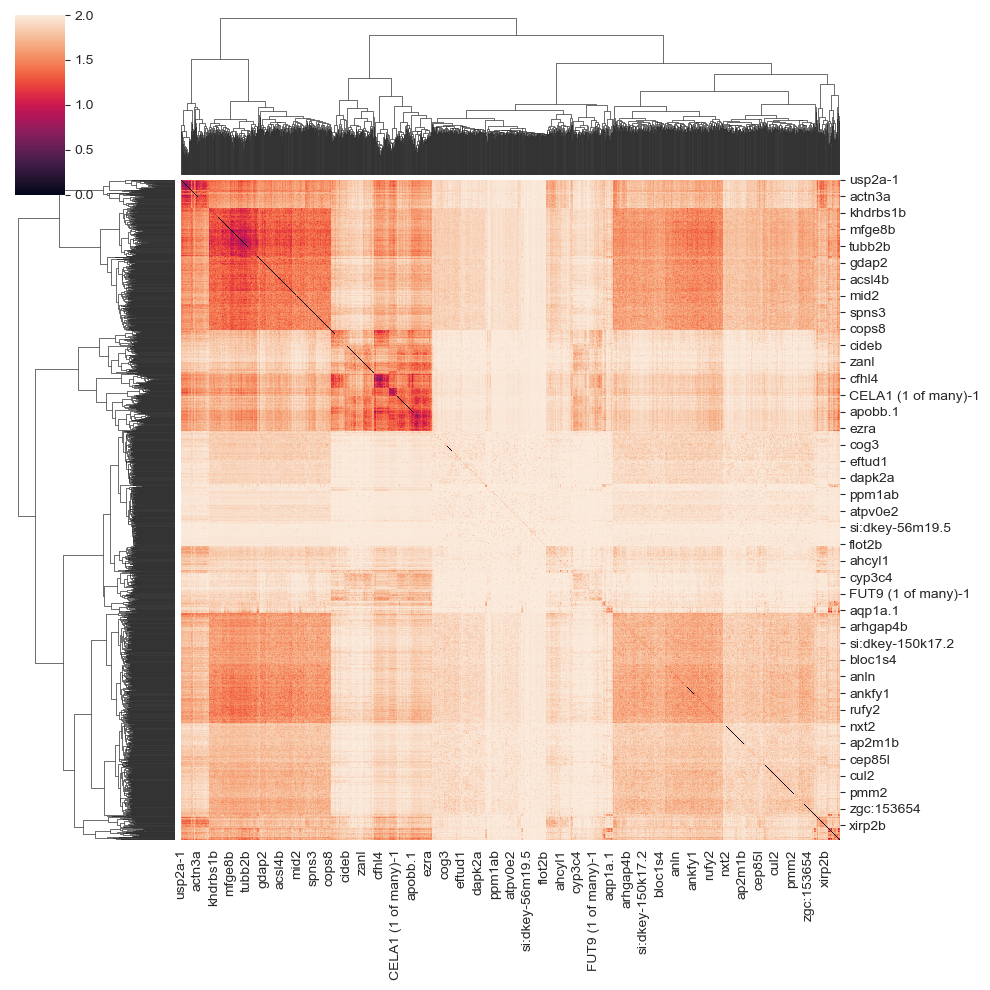 2.0
1.5
1.0
0.5
0.0
usp2a-1
actn3a
khdrbs1b
mfge8b
tubb2b
gdap2
acsl4b
mid2
spns3
cops8
cideb
zanl
cfhl4
CELA1 (1 of many)-1
apobb.1
ezra
cog3
eftud1
dapk2a
ppm1ab
atpv0e2
si:dkey-56m19.5
flot2b
ahcyl1
cyp3c4
FUT9 (1 of many)-1
aqp1a.1
arhgap4b
si:dkey-150k17.2
bloc1s4
anln
ankfy1
rufy2
nxt2
ap2m1b
cep85l
cul2
pmm2
zgc:153654
xirp2b
usp2a-1
actn3a
khdrbs1b
mfge8b
tubb2b
gdap2
acsl4b
mid2
spns3
cops8
cideb
zanl
cfhl4
CELA1 (1 of many)-1
apobb.1
ezra
cog3
eftud1
dapk2a
ppm1ab
atpv0e2
si:dkey-56m19.5
flot2b
ahcyl1
cyp3c4
FUT9 (1 of many)-1
aqp1a.1
arhgap4b
si:dkey-150k17.2
bloc1s4
anln
ankfy1
rufy2
nxt2
ap2m1b
cep85l
cul2
pmm2
zgc:153654
xirp2b